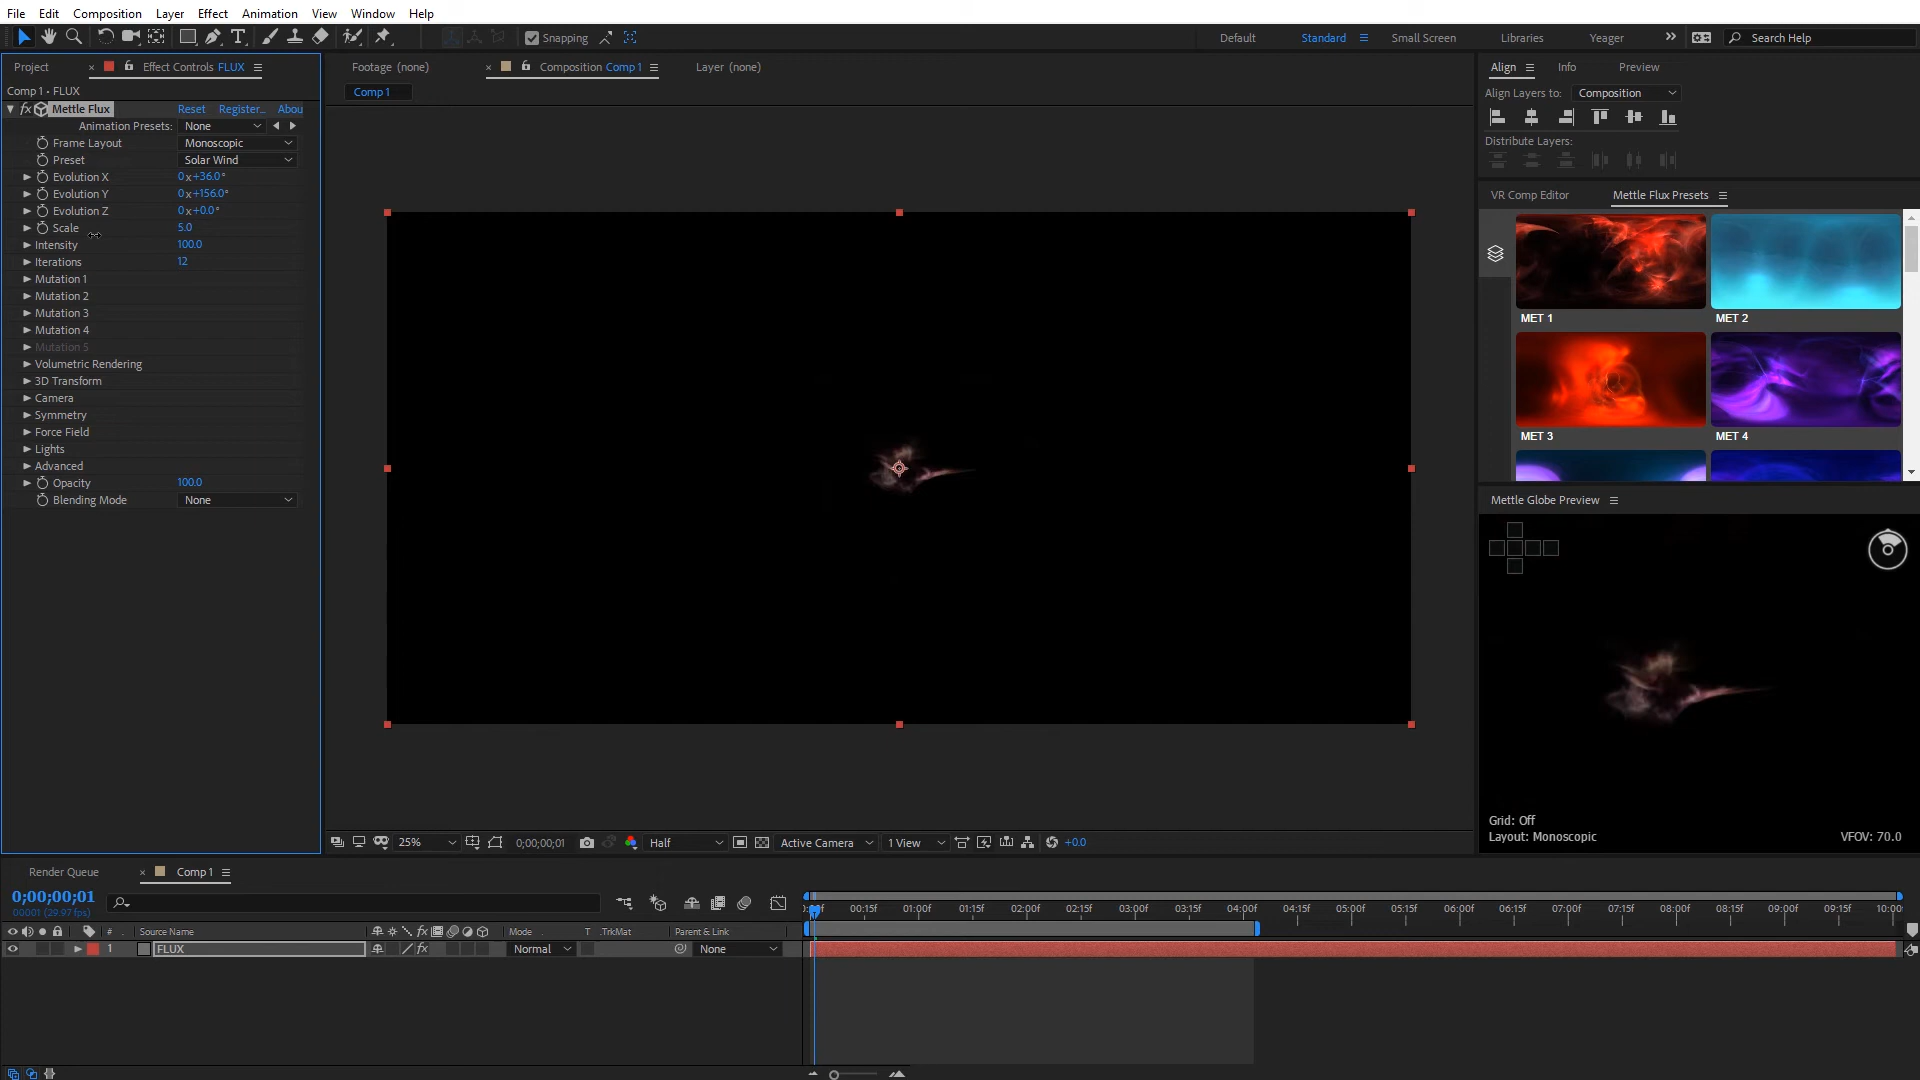 File Edit Composition Layer Effect Animation View Window Help
Snapping Default Standard Small Screen Libraries Yeager Search Help
Project Effect Controls FLUX
Comp 1 • FLUX
fx Mettle Flux Reset Register... Abou
Animation Presets: None
Frame Layout Monoscopic
Preset Solar Wind
Evolution X 0x+36.0°
Evolution Y 0x+156.0°
Evolution Z 0x+0.0°
Scale 5.0
Intensity 100.0
Iterations 12
Mutation 1
Mutation 2
Mutation 3
Mutation 4
Mutation 5
Volumetric Rendering
3D Transform
Camera
Symmetry
Force Field
Lights
Advanced
Opacity 100.0
Blending Mode None
Footage (none) Composition Comp 1 Layer (none)
Comp 1
25% 0;00;00;01 Half Active Camera 1 View +0.0
Align Info Preview
Align Layers to: Composition
Distribute Layers:
VR Comp Editor Mettle Flux Presets
MET 1 MET 2
MET 3 MET 4
Mettle Globe Preview
Grid: Off
Layout: Monoscopic VFOV: 70.0
Render Queue Comp 1
0;00;00;01
00001 (29.97 fps)
00:15f 01:00f 01:15f 02:00f 02:15f 03:00f 03:15f 04:00f 04:15f 05:00f 05:15f 06:00f 06:15f 07:00f 07:15f 08:00f 08:15f 09:00f 09:15f 10:00
# Source Name fx Mode T .TrkMat Parent & Link
1 FLUX fx Normal None